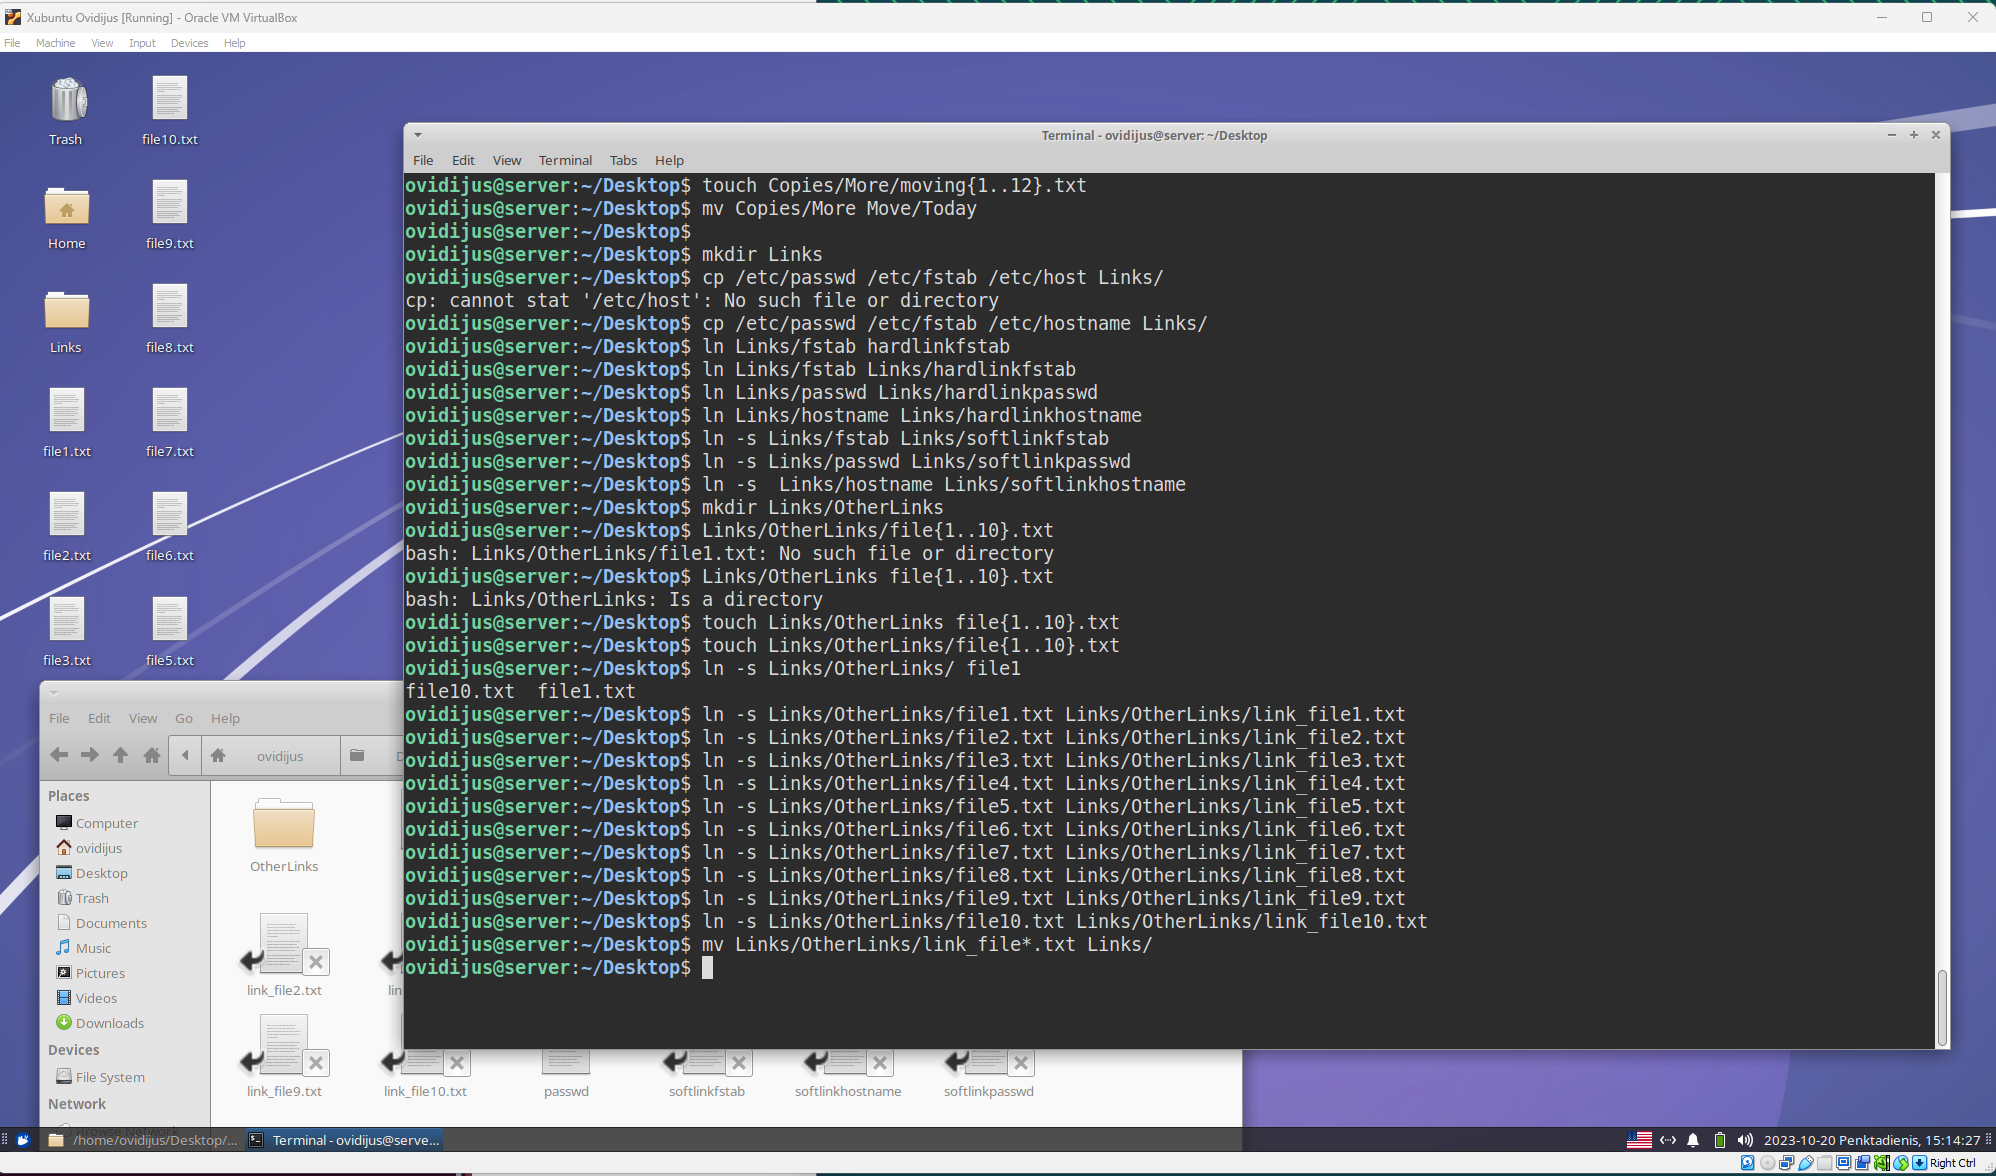 Xubuntu Ovidijus [Running] - Oracle VM VirtualBox
File Machine View Input Devices Help
Trash
file10.txt
Home
file9.txt
Links
file8.txt
file1.txt
file7.txt
file2.txt
file6.txt
file3.txt
file5.txt
Terminal - ovidijus@server: ~/Desktop
File Edit View Terminal Tabs Help
ovidijus@server:~/Desktop$ touch Copies/More/moving{1..12}.txt
ovidijus@server:~/Desktop$ mv Copies/More Move/Today
ovidijus@server:~/Desktop$
ovidijus@server:~/Desktop$ mkdir Links
ovidijus@server:~/Desktop$ cp /etc/passwd /etc/fstab /etc/host Links/
cp: cannot stat '/etc/host': No such file or directory
ovidijus@server:~/Desktop$ cp /etc/passwd /etc/fstab /etc/hostname Links/
ovidijus@server:~/Desktop$ ln Links/fstab hardlinkfstab
ovidijus@server:~/Desktop$ ln Links/fstab Links/hardlinkfstab
ovidijus@server:~/Desktop$ ln Links/passwd Links/hardlinkpasswd
ovidijus@server:~/Desktop$ ln Links/hostname Links/hardlinkhostname
ovidijus@server:~/Desktop$ ln -s Links/fstab Links/softlinkfstab
ovidijus@server:~/Desktop$ ln -s Links/passwd Links/softlinkpasswd
ovidijus@server:~/Desktop$ ln -s  Links/hostname Links/softlinkhostname
ovidijus@server:~/Desktop$ mkdir Links/OtherLinks
ovidijus@server:~/Desktop$ Links/OtherLinks/file{1..10}.txt
bash: Links/OtherLinks/file1.txt: No such file or directory
ovidijus@server:~/Desktop$ Links/OtherLinks file{1..10}.txt
bash: Links/OtherLinks: Is a directory
ovidijus@server:~/Desktop$ touch Links/OtherLinks file{1..10}.txt
ovidijus@server:~/Desktop$ touch Links/OtherLinks/file{1..10}.txt
ovidijus@server:~/Desktop$ ln -s Links/OtherLinks/ file1
file10.txt  file1.txt
ovidijus@server:~/Desktop$ ln -s Links/OtherLinks/file1.txt Links/OtherLinks/link_file1.txt
ovidijus@server:~/Desktop$ ln -s Links/OtherLinks/file2.txt Links/OtherLinks/link_file2.txt
ovidijus@server:~/Desktop$ ln -s Links/OtherLinks/file3.txt Links/OtherLinks/link_file3.txt
ovidijus@server:~/Desktop$ ln -s Links/OtherLinks/file4.txt Links/OtherLinks/link_file4.txt
ovidijus@server:~/Desktop$ ln -s Links/OtherLinks/file5.txt Links/OtherLinks/link_file5.txt
ovidijus@server:~/Desktop$ ln -s Links/OtherLinks/file6.txt Links/OtherLinks/link_file6.txt
ovidijus@server:~/Desktop$ ln -s Links/OtherLinks/file7.txt Links/OtherLinks/link_file7.txt
ovidijus@server:~/Desktop$ ln -s Links/OtherLinks/file8.txt Links/OtherLinks/link_file8.txt
ovidijus@server:~/Desktop$ ln -s Links/OtherLinks/file9.txt Links/OtherLinks/link_file9.txt
ovidijus@server:~/Desktop$ ln -s Links/OtherLinks/file10.txt Links/OtherLinks/link_file10.txt
ovidijus@server:~/Desktop$ mv Links/OtherLinks/link_file*.txt Links/
ovidijus@server:~/Desktop$
File Edit View Go Help
ovidijus D
Places
Computer
ovidijus
Desktop
Trash
Documents
Music
Pictures
Videos
Downloads
Devices
File System
Network
Browse Network
OtherLinks
link_file2.txt lin
link_file9.txt link_file10.txt passwd softlinkfstab softlinkhostname softlinkpasswd
/home/ovidijus/Desktop/... Terminal - ovidijus@serve... 2023-10-20 Penktadienis, 15:14:27
Right Ctrl